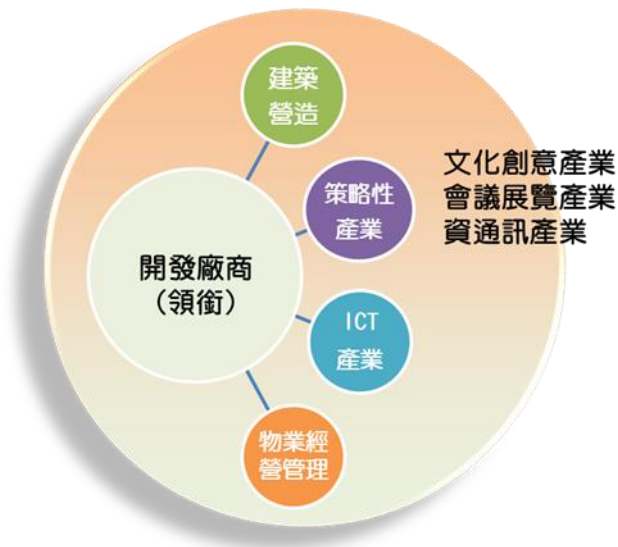 建築
營造
策略性
產業
文化創意產業
會議展覽產業
資通訊產業
開發廠商
（領銜）
ICT
產業
物業經
營管理